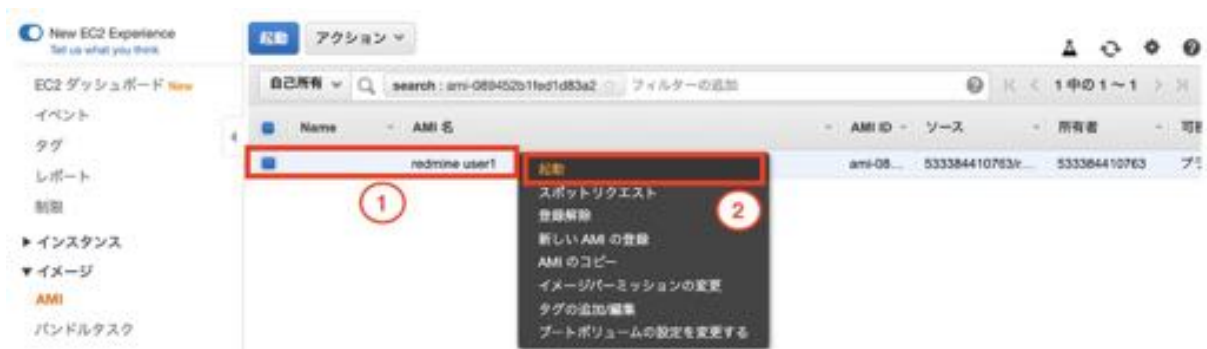 New EC2 Experience
Tell us what you think
起動 アクション
EC2 ダッシュボード New
イベント
タグ
レポート
制限
インスタンス
イメージ
AMI
バンドルタスク
自己所有 search : ami-089452b1fed1d83a2 フィルターの追加 1 中の 1 ~ 1
Name AMI 名 AMI ID ソース 所有者
redmine user1 ami-08... 533384410763/r... 533384410763
1
起動
スポットリクエスト
登録解除
新しい AMI の登録
AMI のコピー
イメージパーミッションの変更
タグの追加/編集
ブートボリュームの設定を変更する
2